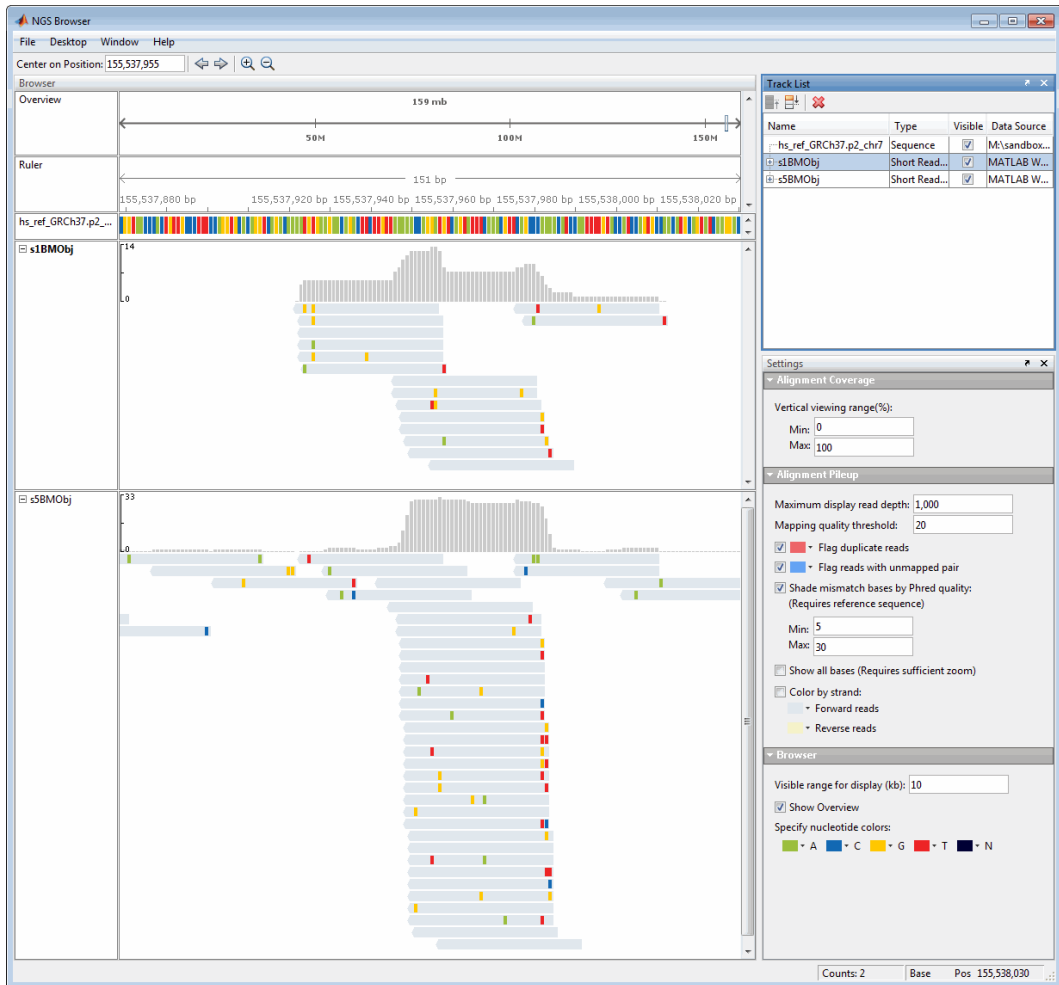 NGS Browser
File Desktop Window Help
Center on Position: 155,537,955
Browser
Overview
159 mb
50M 100M 150M
Ruler
151 bp
155,537,880 bp 155,537,920 bp 155,537,940 bp 155,537,960 bp 155,537,980 bp 155,538,000 bp 155,538,020 bp
hs_ref_GRCh37.p2_...
s1BMObj
14
0
s5BMObj
33
0
Track List
Name Type Visible Data Source
hs_ref_GRCh37.p2_chr7 Sequence M:\sandbox...
s1BMObj Short Read... MATLAB W...
s5BMObj Short Read... MATLAB W...
Settings
Alignment Coverage
Vertical viewing range(%):
Min: 0
Max: 100
Alignment Pileup
Maximum display read depth: 1,000
Mapping quality threshold: 20
Flag duplicate reads
Flag reads with unmapped pair
Shade mismatch bases by Phred quality:
(Requires reference sequence)
Min: 5
Max: 30
Show all bases (Requires sufficient zoom)
Color by strand:
Forward reads
Reverse reads
Browser
Visible range for display (kb): 10
Show Overview
Specify nucleotide colors:
A C G T N
Counts: 2 Base Pos 155,538,030